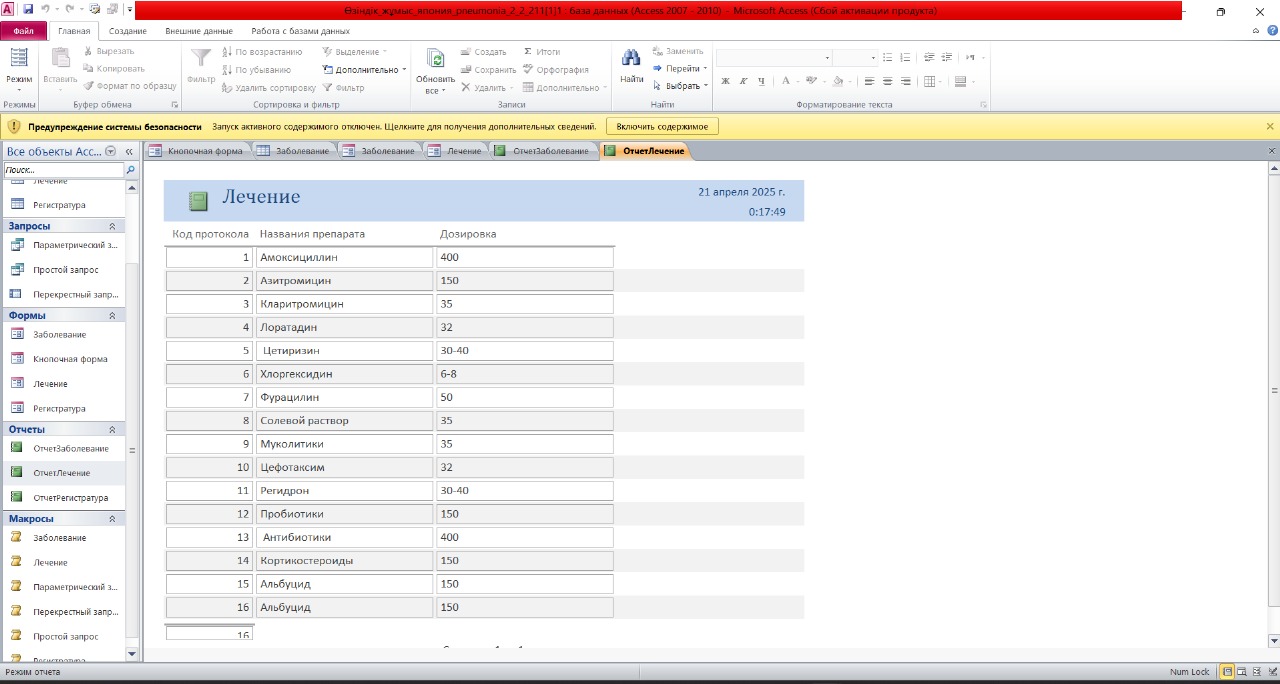 Өзіндік жұмыс_япония_pneumonia_2_2_211[1]1 : база данных (Access 2007 - 2010) - Microsoft Access (Сбой активации продукта)
Файл Главная Создание Внешние данные Работа с базами данных
Режим
Режимы
Вставить
Вырезать
Копировать
Формат по образцу
Буфер обмена
Фильтр
По возрастанию
По убыванию
Удалить сортировку
Выделение
Дополнительно
Фильтр
Сортировка и фильтр
Обновить все
Создать
Сохранить
Удалить
Итоги
Орфография
Дополнительно
Записи
Найти
Заменить
Перейти
Выбрать
Найти
Ж К Ч А
Форматирование текста
Предупреждение системы безопасности Запуск активного содержимого отключен. Щелкните для получения дополнительных сведений. Включить содержимое
Все объекты Acc...
Поиск...
Лечение
Регистратура
Запросы
Параметрический з...
Простой запрос
Перекрестный запр...
Формы
Заболевание
Кнопочная форма
Лечение
Регистратура
Отчеты
ОтчетЗаболевание
ОтчетЛечение
ОтчетРегистратура
Макросы
Заболевание
Лечение
Параметрический з...
Перекрестный запр...
Простой запрос
Регистратура
Кнопочная форма Заболевание Заболевание Лечение ОтчетЗаболевание ОтчетЛечение
Лечение
21 апреля 2025 г.
0:17:49
Код протокола Названия препарата Дозировка
1 Амоксициллин 400
2 Азитромицин 150
3 Кларитромицин 35
4 Лоратадин 32
5 Цетиризин 30-40
6 Хлоргексидин 6-8
7 Фурацилин 50
8 Солевой раствор 35
9 Муколитики 35
10 Цефотаксим 32
11 Регидрон 30-40
12 Пробиотики 150
13 Антибиотики 400
14 Кортикостероиды 150
15 Альбуцид 150
16 Альбуцид 150
16
Режим отчета
Num Lock